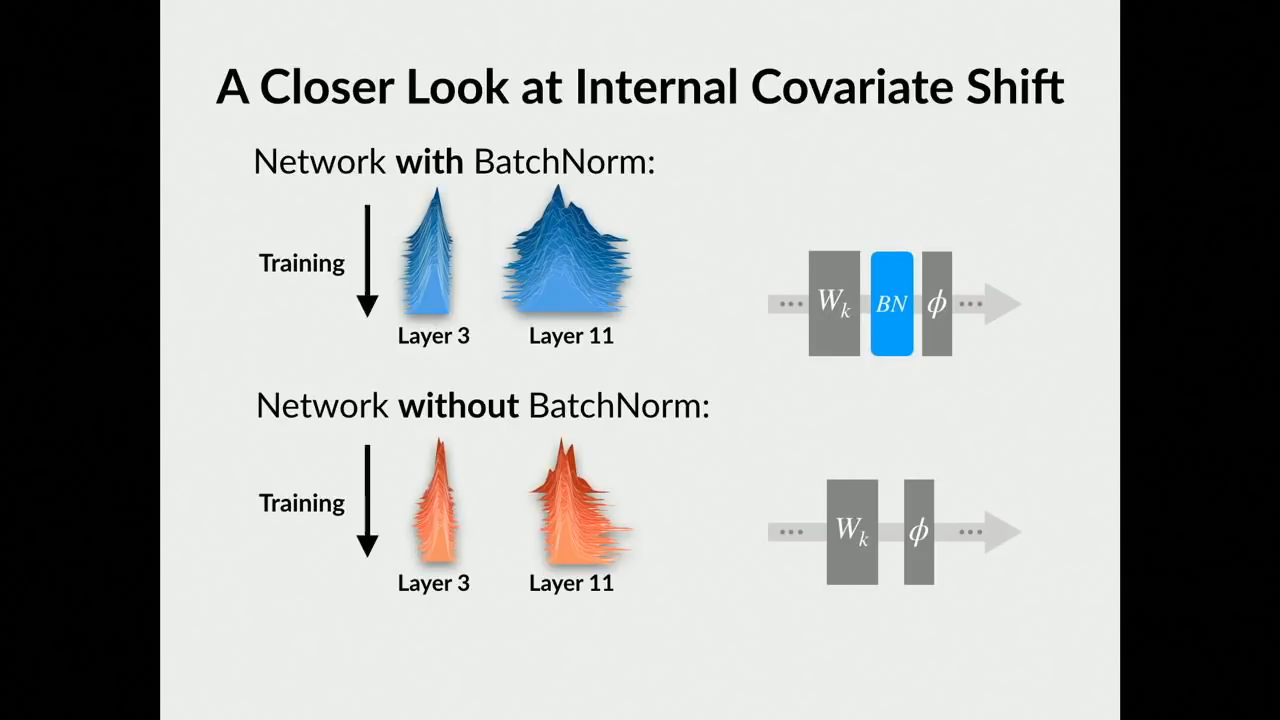 A Closer Look at Internal Covariate Shift
Network with BatchNorm:
Training
Layer 3
Layer 11
... W_k BN ϕ ...
Network without BatchNorm:
Training
Layer 3
Layer 11
... W_k ϕ ...